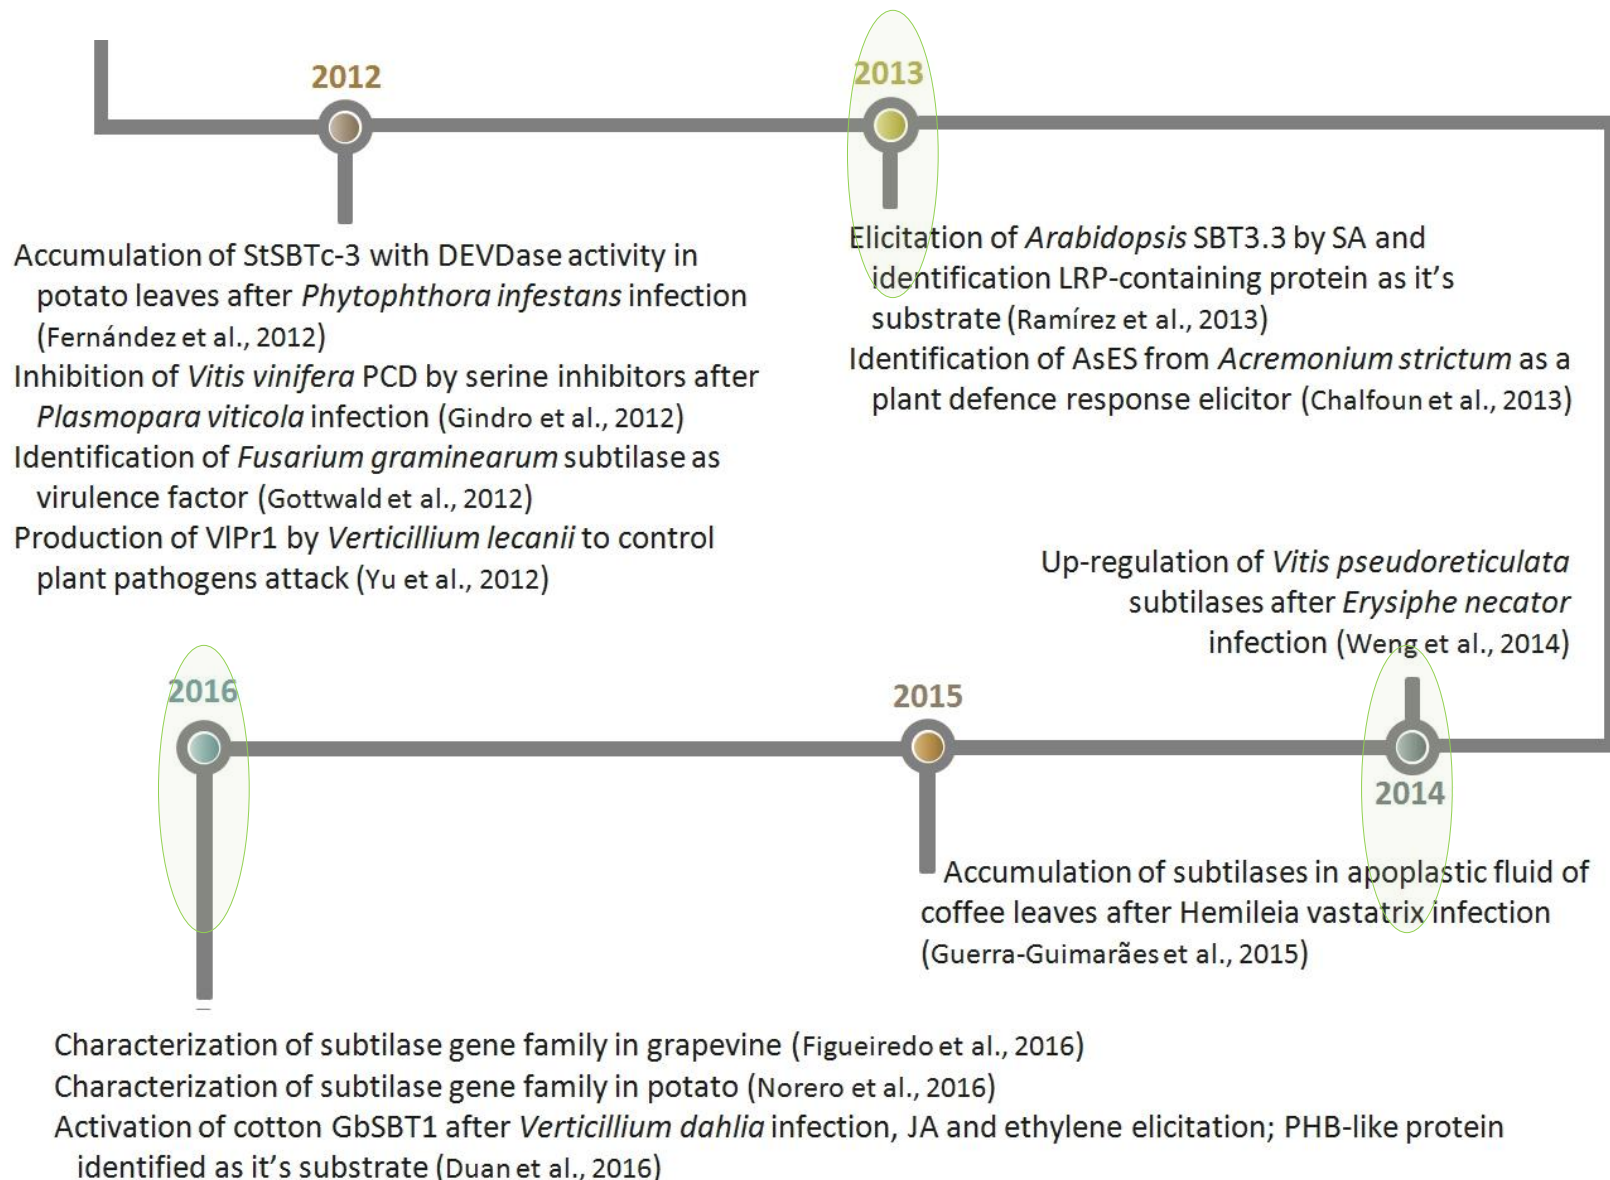 2012
2013
Accumulation of StSBTc-3 with DEVDase activity in
potato leaves after Phytophthora infestans infection
(Fernández et al., 2012)
Inhibition of Vitis vinifera PCD by serine inhibitors after
Plasmopara viticola infection (Gindro et al., 2012)
Identification of Fusarium graminearum subtilase as
virulence factor (Gottwald et al., 2012)
Production of VlPr1 by Verticillium lecanii to control
plant pathogens attack (Yu et al., 2012)
Elicitation of Arabidopsis SBT3.3 by SA and
identification LRP-containing protein as it's
substrate (Ramírez et al., 2013)
Identification of AsES from Acremonium strictum as a
plant defence response elicitor (Chalfoun et al., 2013)
Up-regulation of Vitis pseudoreticulata
subtilases after Erysiphe necator
infection (Weng et al., 2014)
2014
2015
Accumulation of subtilases in apoplastic fluid of
coffee leaves after Hemileia vastatrix infection
(Guerra-Guimarães et al., 2015)
2016
Characterization of subtilase gene family in grapevine (Figueiredo et al., 2016)
Characterization of subtilase gene family in potato (Norero et al., 2016)
Activation of cotton GbSBT1 after Verticillium dahlia infection, JA and ethylene elicitation; PHB-like protein
identified as it's substrate (Duan et al., 2016)